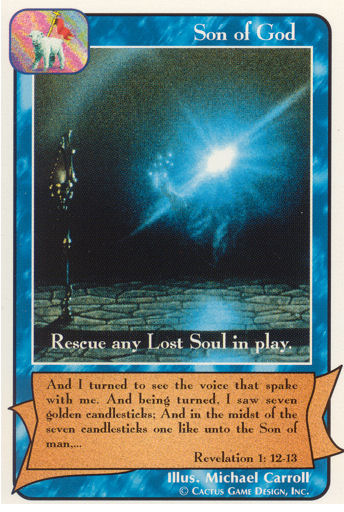 Son of God
Rescue any Lost Soul in play.
And I turned to see the voice that spake
with me. And being turned, I saw seven
golden candlesticks; And in the midst of the
seven candlesticks one like unto the Son of
man,...
Revelation 1: 12-13
Illus. Michael Carroll
© Cactus Game Design, Inc.